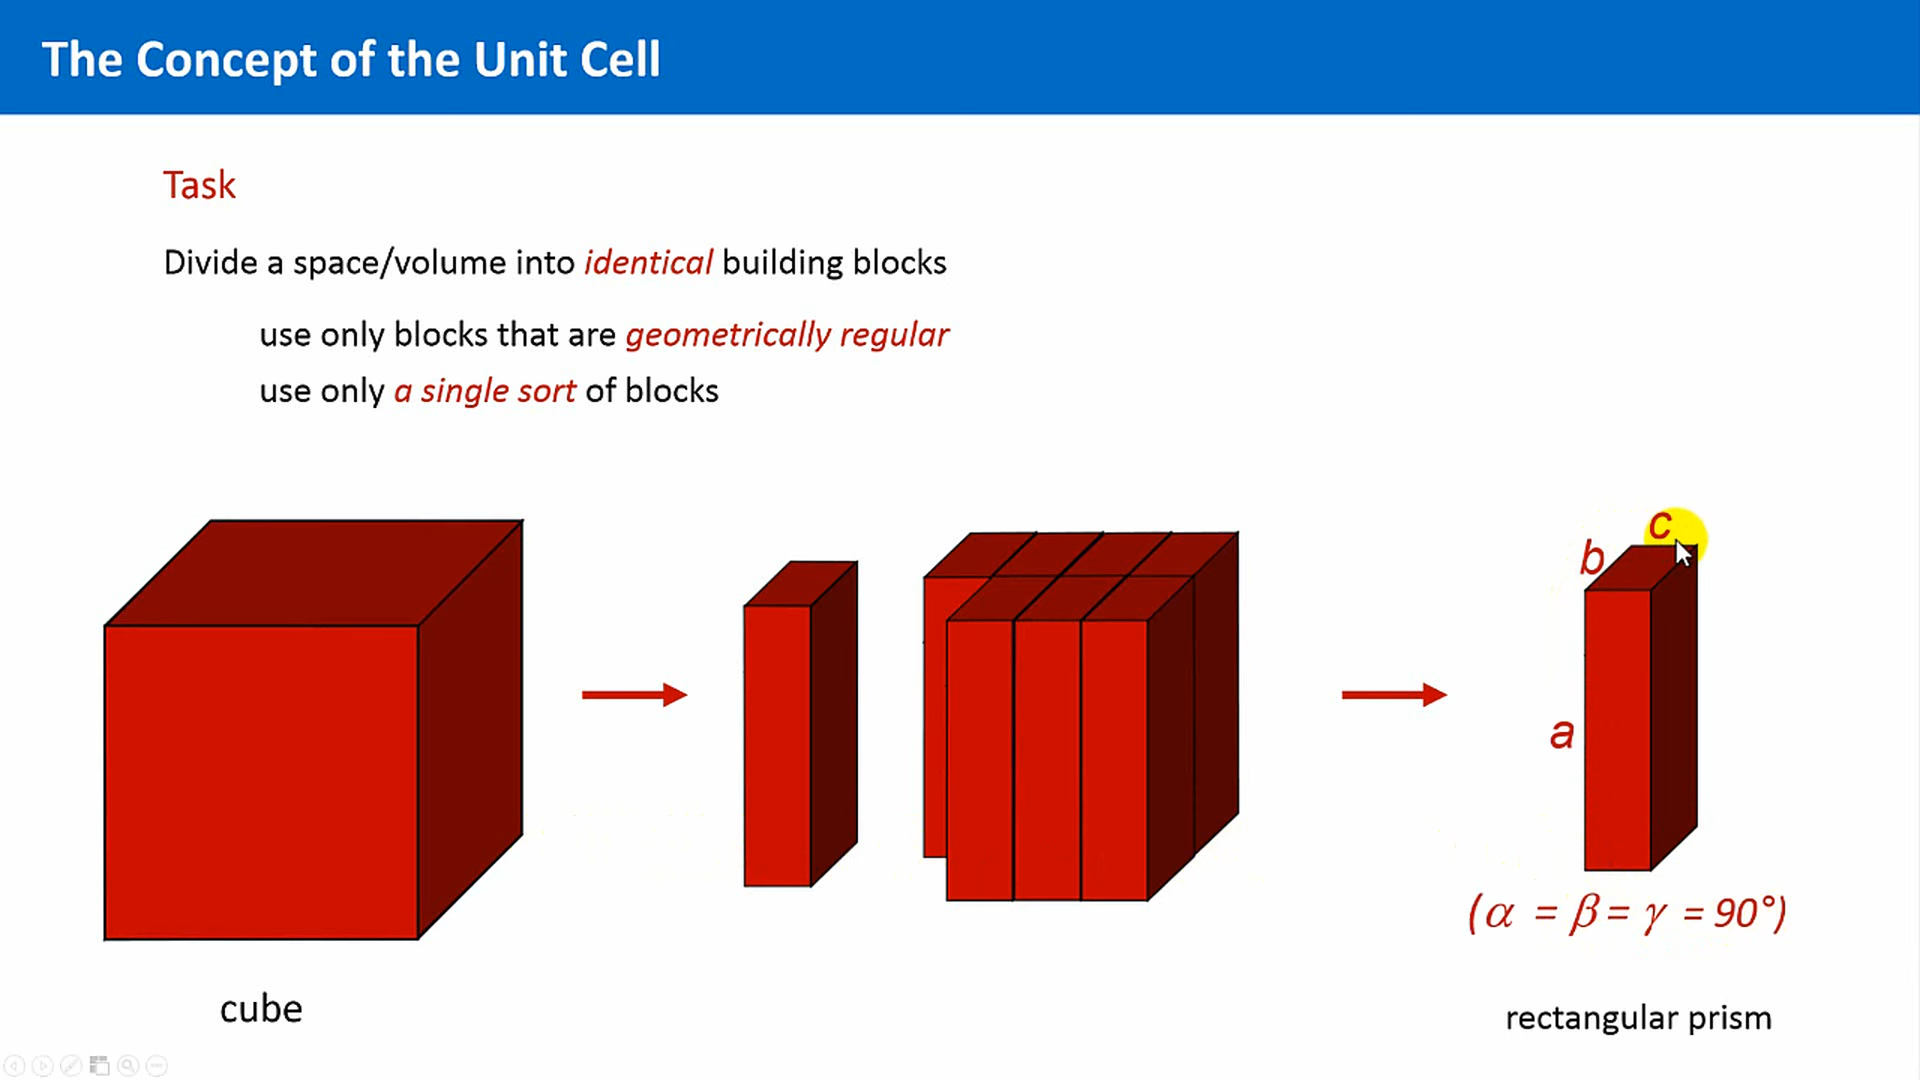 The Concept of the Unit Cell
Task
Divide a space/volume into identical building blocks
use only blocks that are geometrically regular
use only a single sort of blocks
c
b
a
(α = β = γ = 90°)
cube
rectangular prism